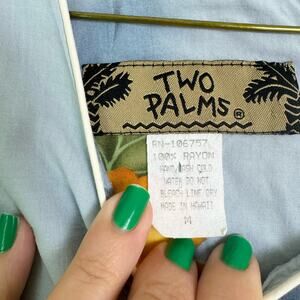 TWO
PALMS®
RN-106757
100% RAYON
HAND WASH COLD
WATER DO NOT
BLEACH LINE DRY
MADE IN HAWAII
M